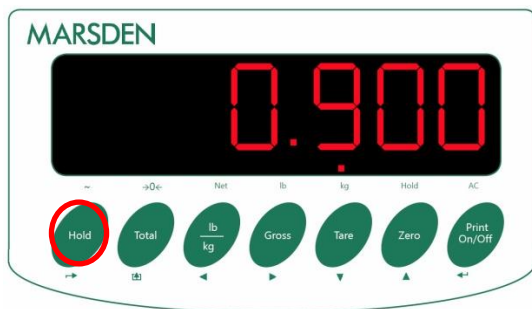 MARSDEN
0.900
~ →0← Net lb kg Hold AC
Hold Total lb/kg Gross Tare Zero Print On/Off